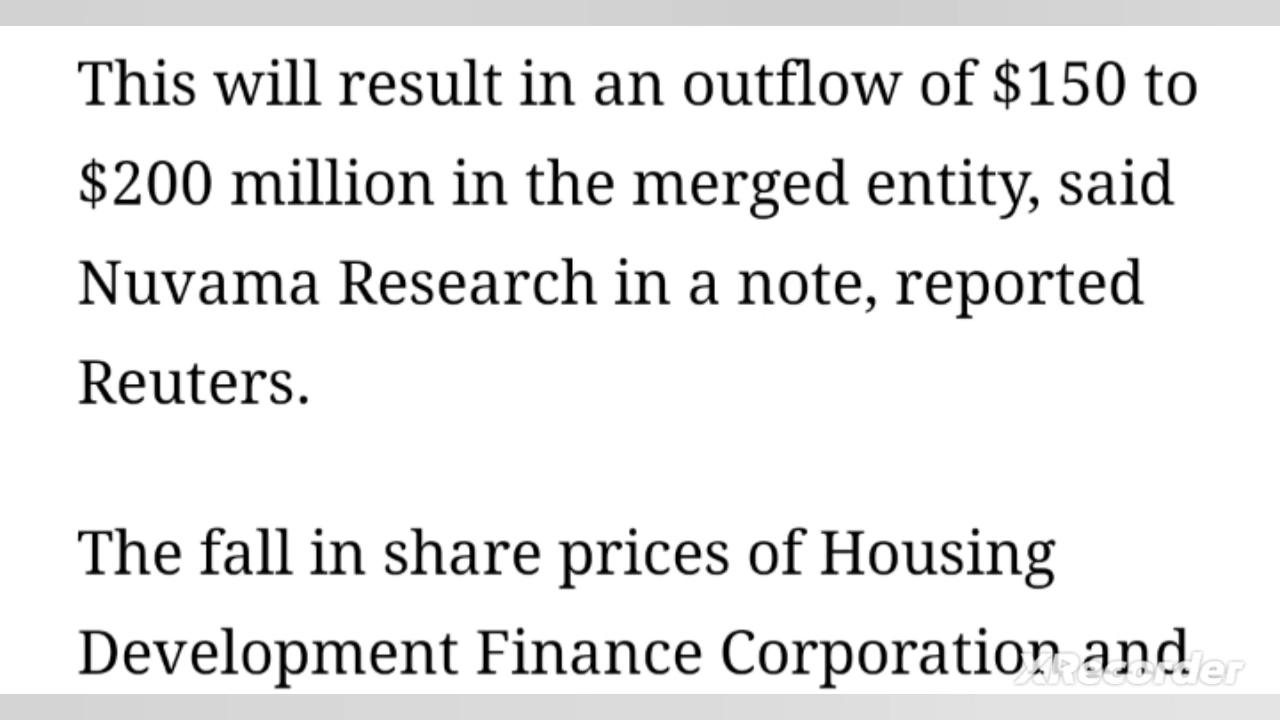 This will result in an outflow of $150 to
$200 million in the merged entity, said
Nuvama Research in a note, reported
Reuters.
The fall in share prices of Housing
Development Finance Corporation and
XRecorder